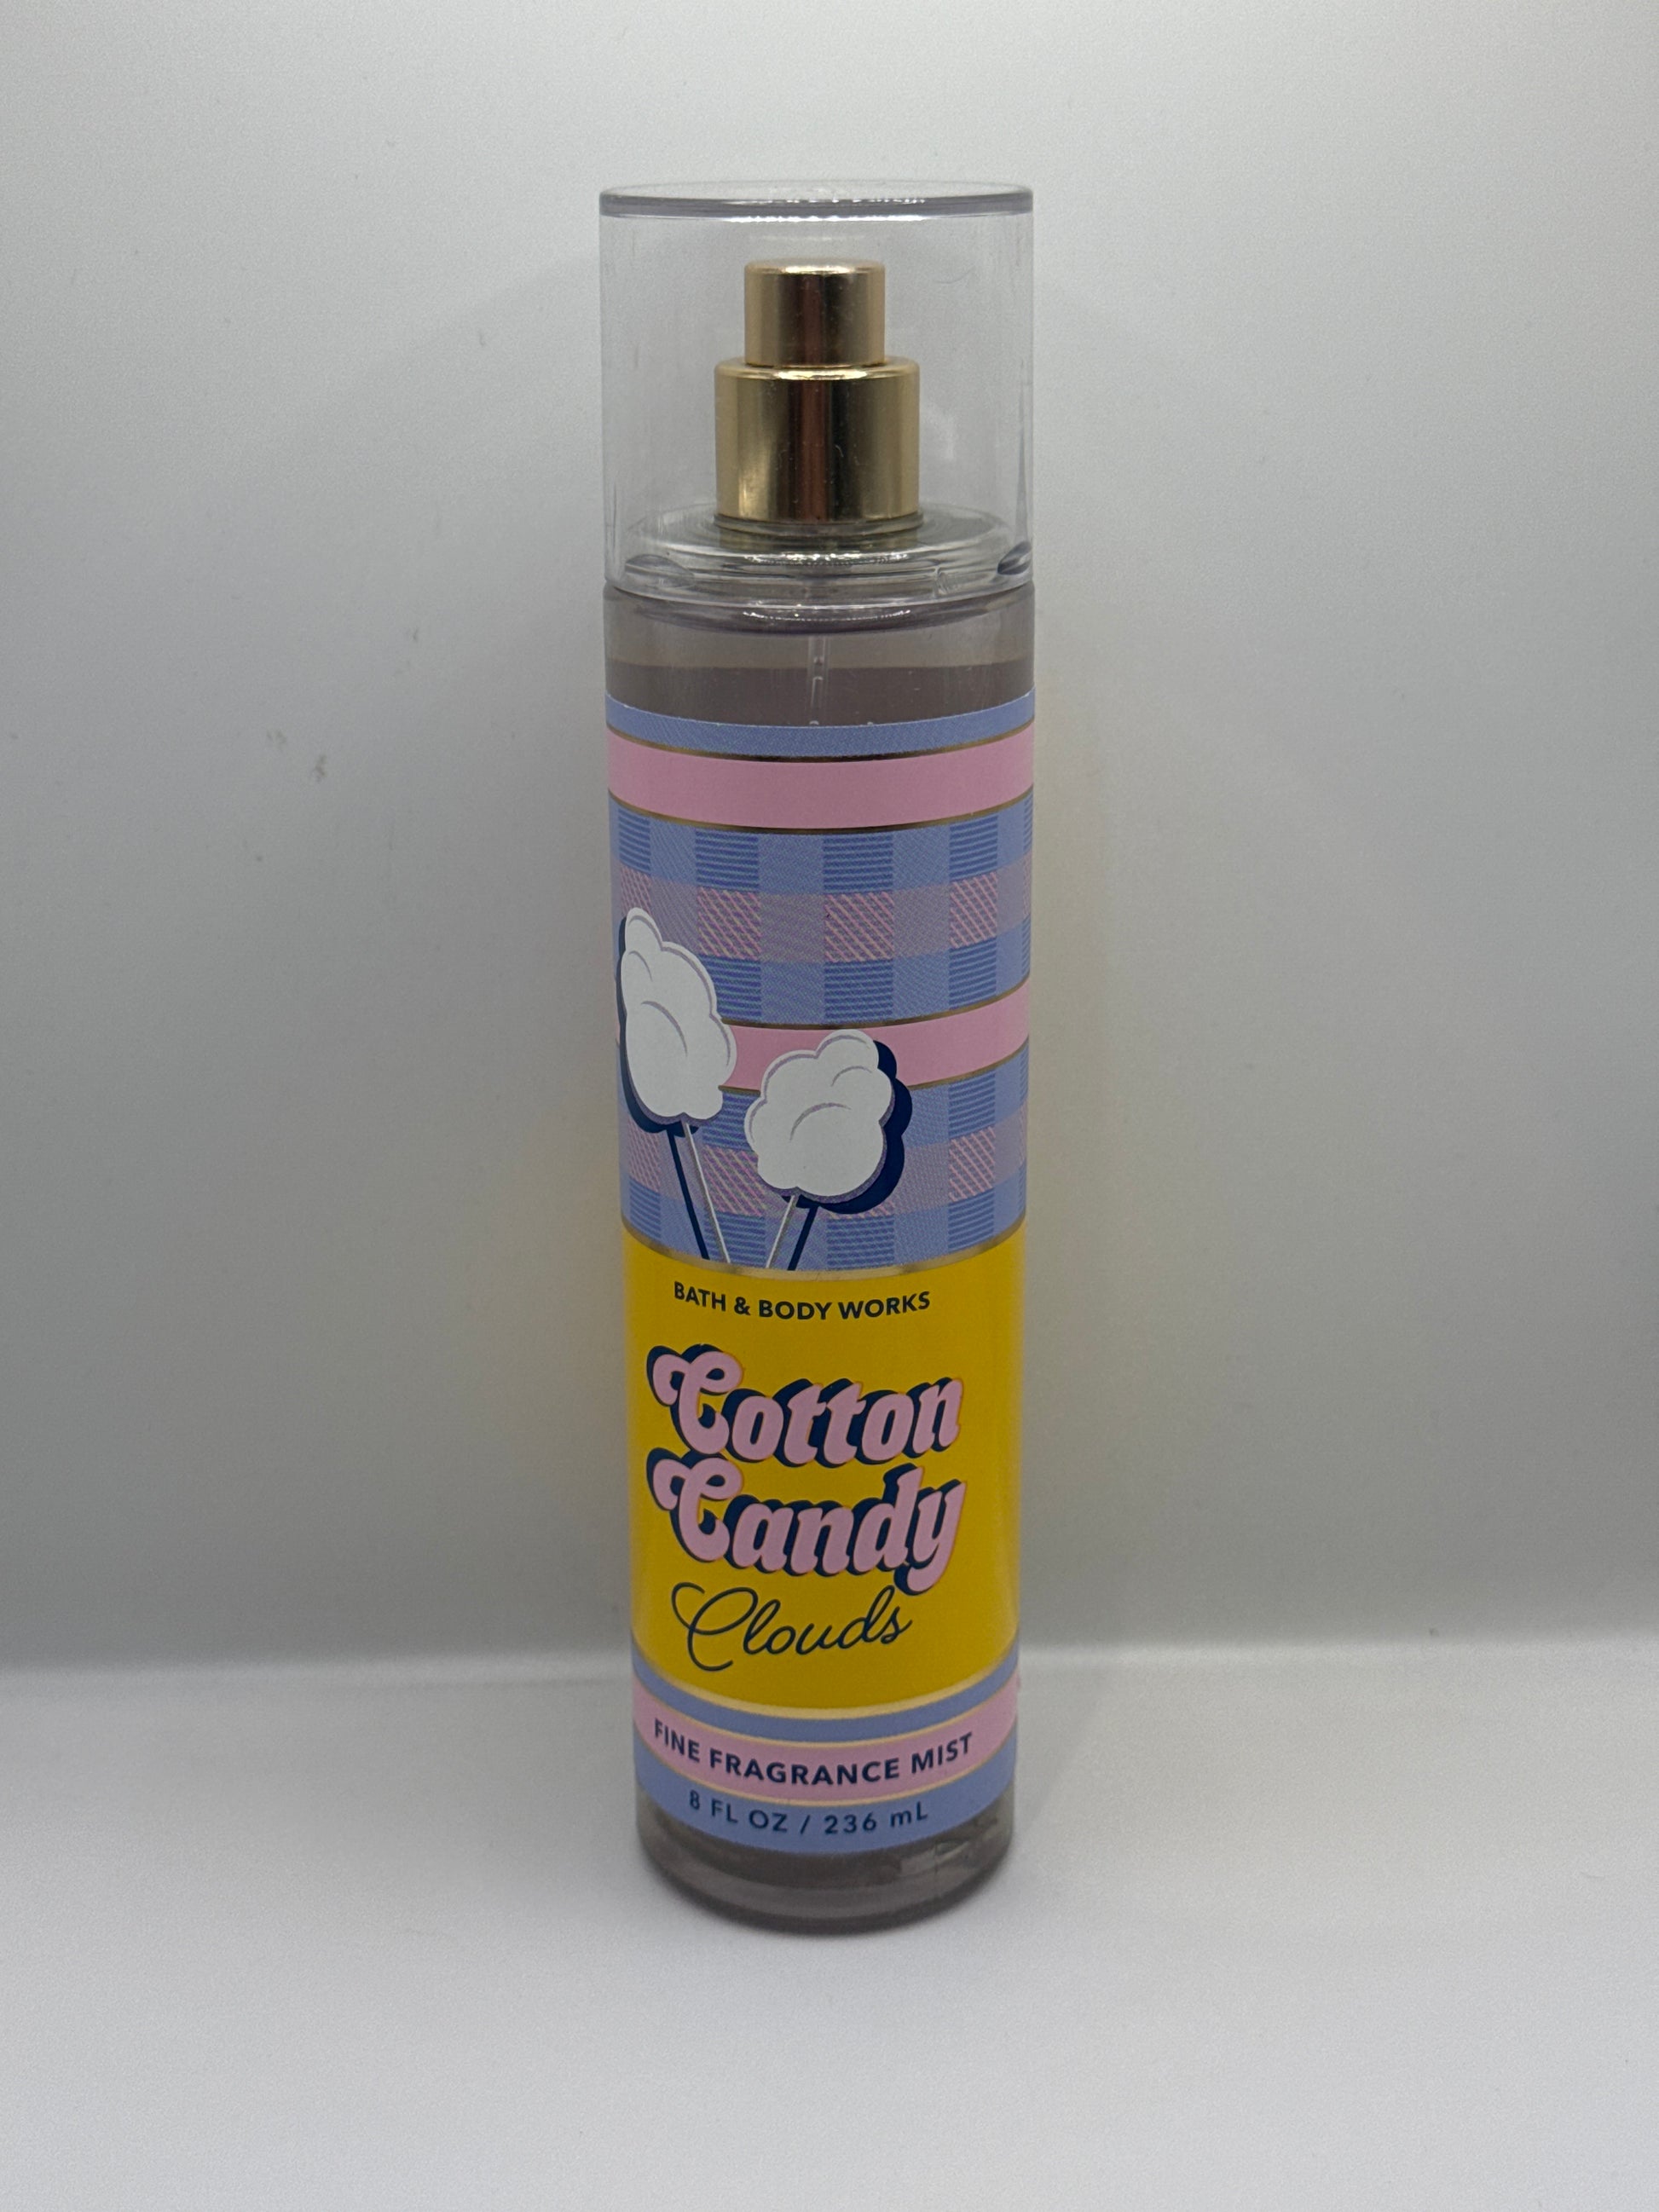 BATH & BODY WORKS
Cotton
Candy
Clouds
FINE FRAGRANCE MIST
8 FL OZ / 236 mL